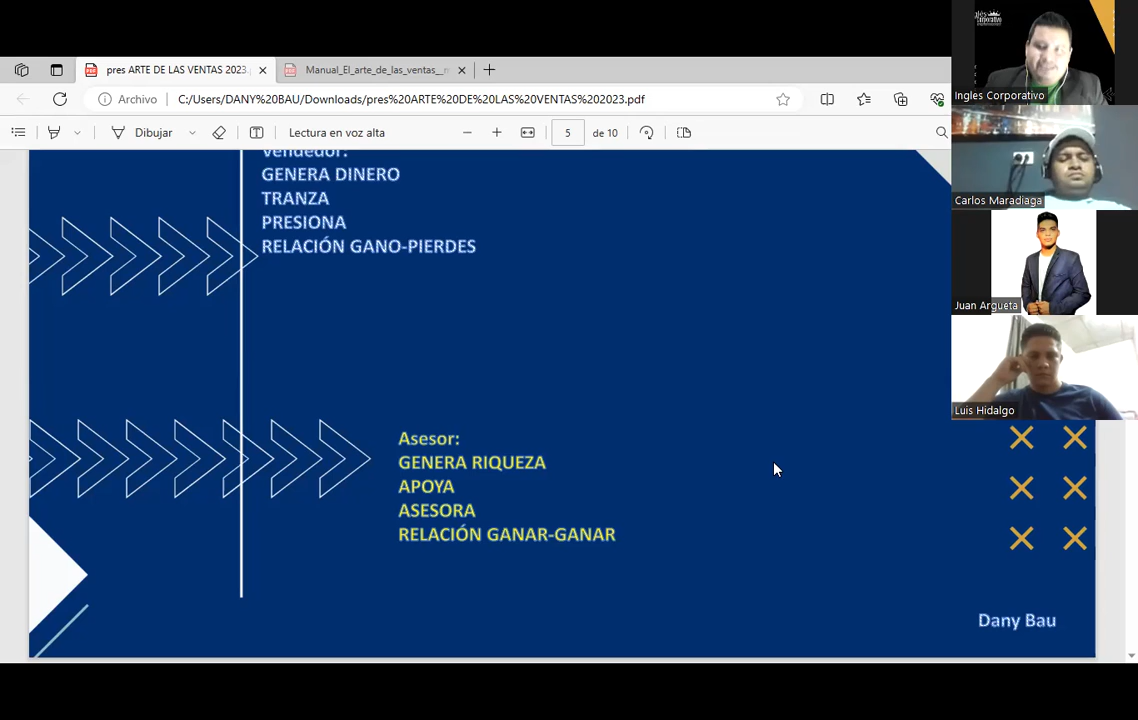 pres ARTE DE LAS VENTAS 2023.
Manual_El_arte_de_las_ventas_
Archivo
C:/Users/DANY%20BAU/Downloads/pres%20ARTE%20DE%20LAS%20VENTAS%202023.pdf
Dibujar
Lectura en voz alta
5
de 10
Vendedor:
GENERA DINERO
TRANZA
PRESIONA
RELACIÓN GANO-PIERDES
Asesor:
GENERA RIQUEZA
APOYA
ASESORA
RELACIÓN GANAR-GANAR
Dany Bau
Ingles Corporativo
Carlos Maradiaga
Juan Argueta
Luis Hidalgo